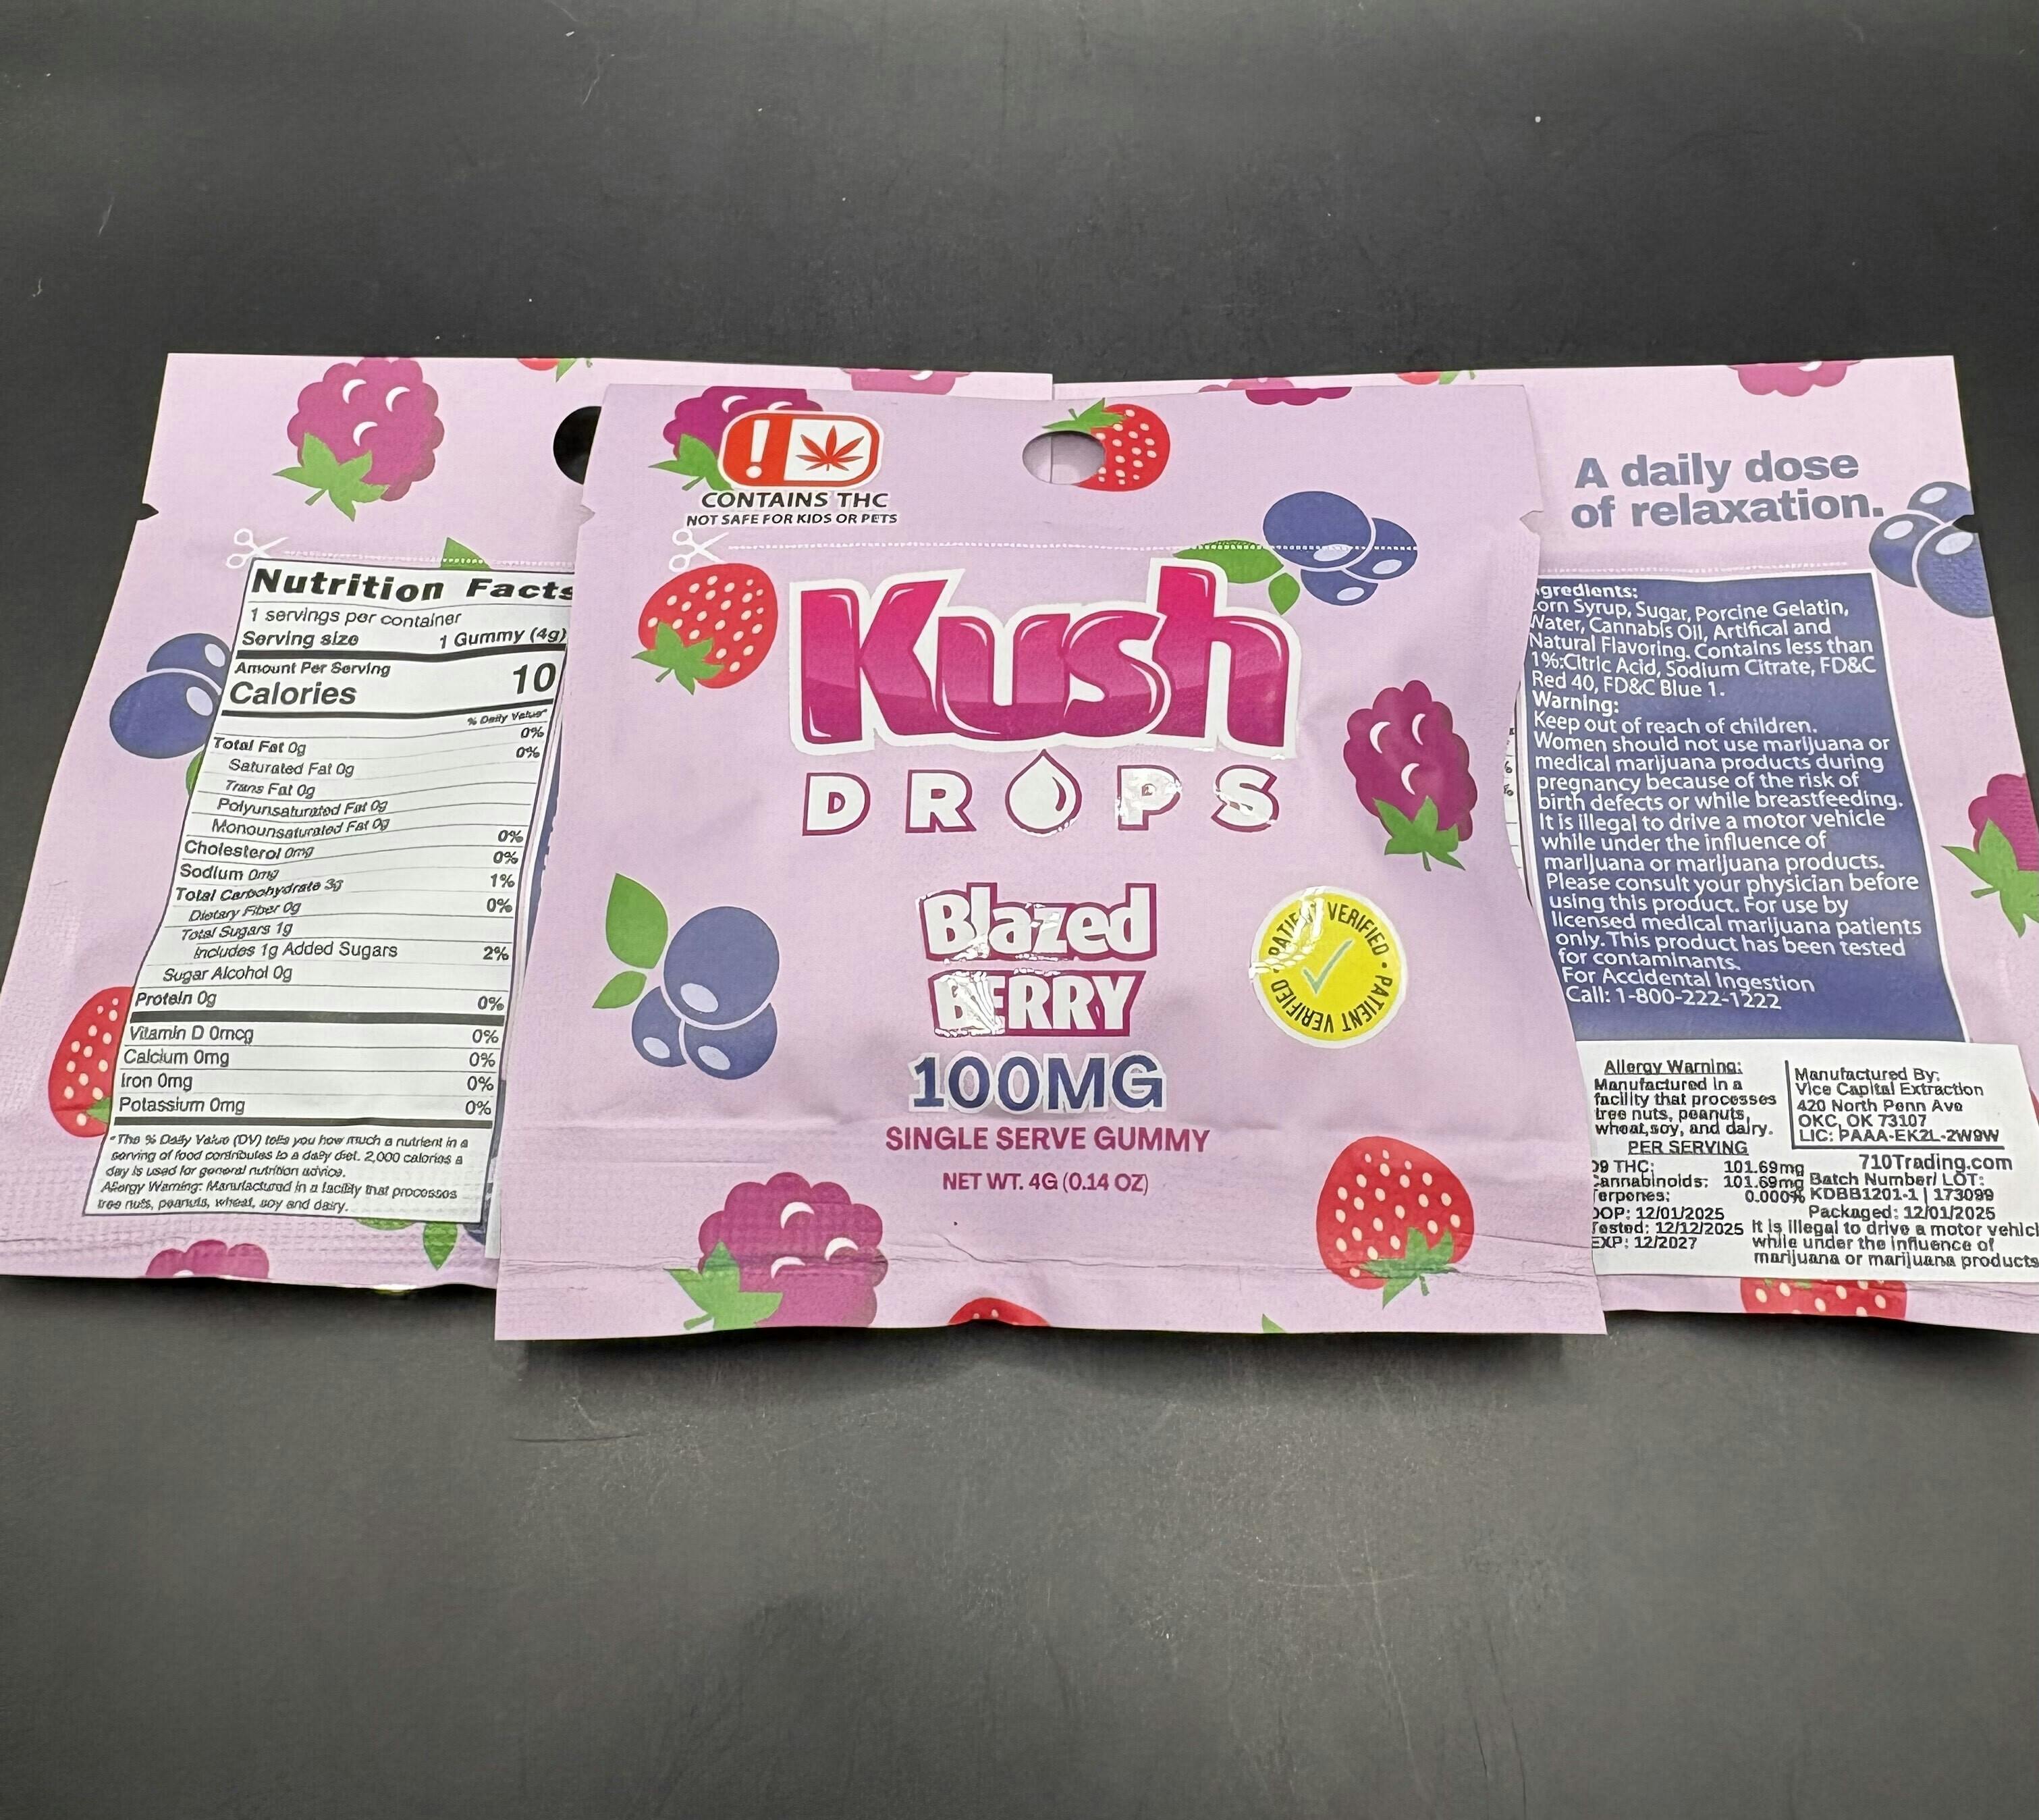 Nutrition Facts
1 servings per container
Serving size 1 Gummy (4g)
Amount Per Serving
Calories 10
% Daily Value*
Total Fat 0g 0%
Saturated Fat 0g 0%
Trans Fat 0g
Polyunsaturated Fat 0g
Monounsaturated Fat 0g
Cholesterol 0mg 0%
Sodium 0mg 0%
Total Carbohydrate 3g 1%
Dietary Fiber 0g 0%
Total Sugars 1g
Includes 1g Added Sugars 2%
Sugar Alcohol 0g
Protein 0g 0%
Vitamin D 0mcg 0%
Calcium 0mg 0%
Iron 0mg 0%
Potassium 0mg 0%
*The % Daily Value (DV) tells you how much a nutrient in a
serving of food contributes to a daily diet. 2,000 calories a
day is used for general nutrition advice.
Allergy Warning: Manufactured in a facility that processes
tree nuts, peanuts, wheat, soy and dairy.
CONTAINS THC
NOT SAFE FOR KIDS OR PETS
Kush
DROPS
Blazed
BERRY
100MG
SINGLE SERVE GUMMY
NET WT. 4G (0.14 OZ)
PATIENT VERIFIED • PATIENT VERIFIED •
A daily dose
of relaxation.
gredients:
orn Syrup, Sugar, Porcine Gelatin,
Water, Cannabis Oil, Artifical and
Natural Flavoring. Contains less than
1%:Citric Acid, Sodium Citrate, FD&C
Red 40, FD&C Blue 1.
Warning:
Keep out of reach of children.
Women should not use marijuana or
medical marijuana products during
pregnancy because of the risk of
birth defects or while breastfeeding.
It is illegal to drive a motor vehicle
while under the influence of
marijuana or marijuana products.
Please consult your physician before
using this product. For use by
licensed medical marijuana patients
only. This product has been tested
for contaminants.
For Accidental Ingestion
Call: 1-800-222-1222
Allergy Warning:
Manufactured in a
facility that processes
tree nuts, peanuts,
wheat,soy, and dairy.
PER SERVING
D9 THC: 101.69mg
Cannabinoids: 101.69mg
Terpenes: 0.000%
DOP: 12/01/2025
Tested: 12/12/2025
EXP: 12/2027
Manufactured By:
Vice Capital Extraction
420 North Penn Ave
OKC, OK 73107
LIC: PAAA-EK2L-2W9W
710Trading.com
Batch Number/ LOT:
KDBB1201-1 | 173099
Packaged: 12/01/2025
It is illegal to drive a motor vehicl
while under the influence of
marijuana or marijuana products